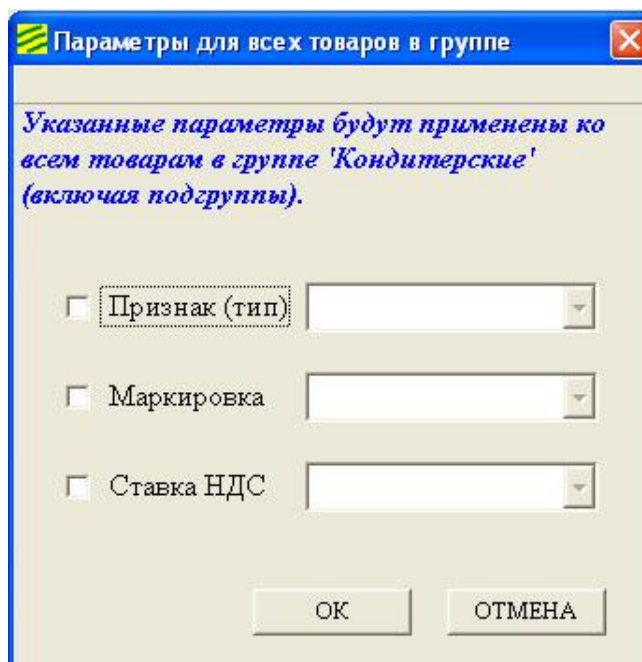 Параметры для всех товаров в группе
Указанные параметры будут применены ко
всем товарам в группе 'Кондитерские'
(включая подгруппы).
Признак (тип)
Маркировка
Ставка НДС
ОК
ОТМЕНА